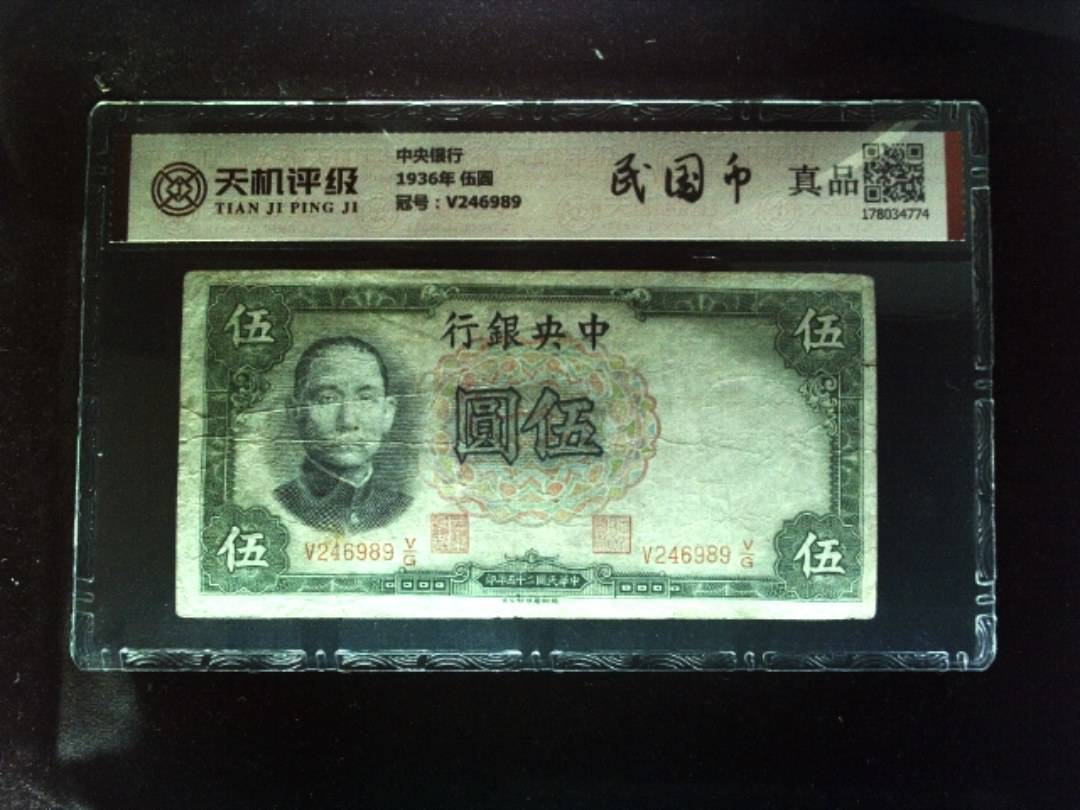 天机评级
TIAN JI PING JI
中央银行
1936年 伍圆
冠号：V246989
民国币
真品
178034774
伍
行銀央中
伍
圓伍
伍
V246989 V/G
V246989 V/G
伍
印年五十二國民華中